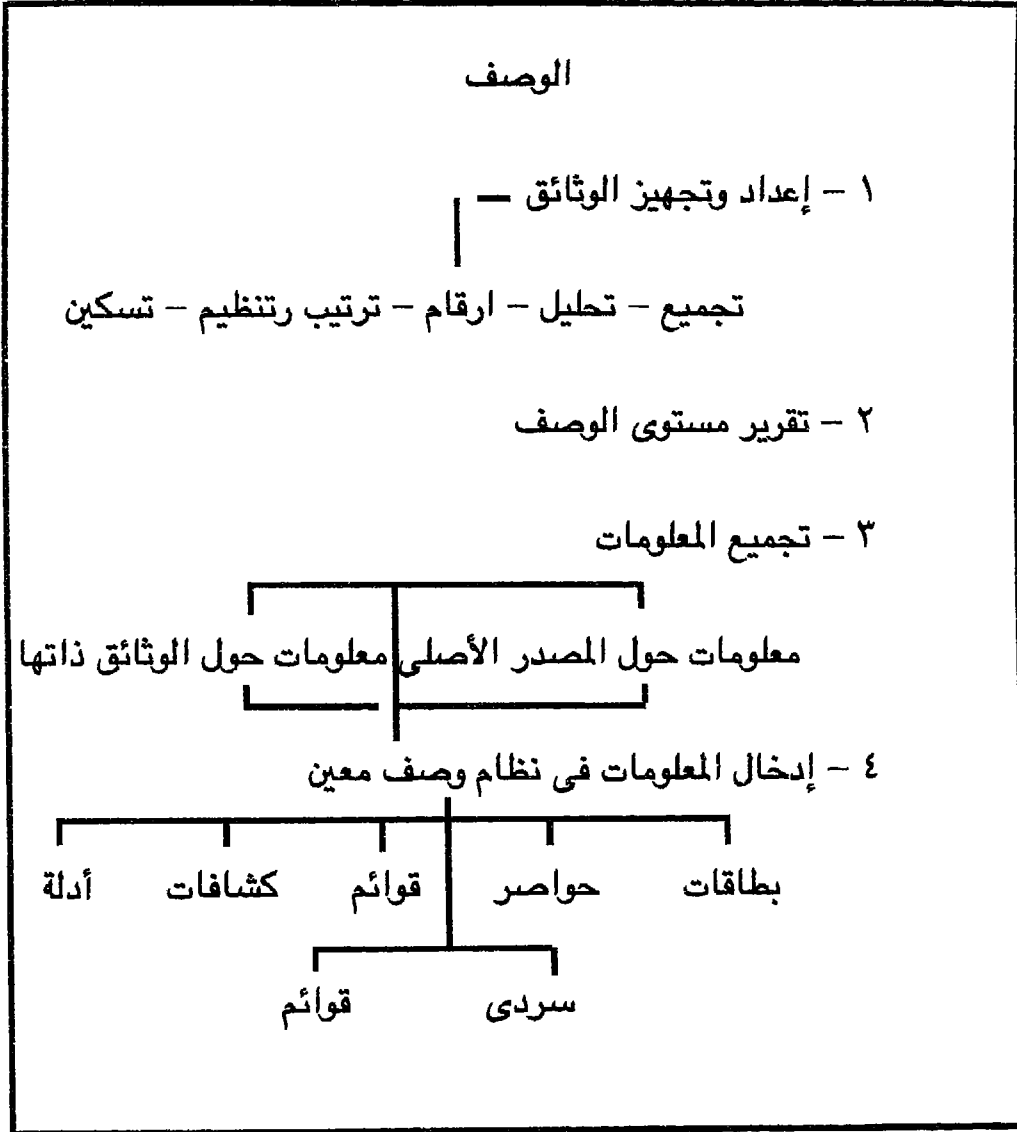 الوصف
١ – إعداد وتجهيز الوثائق
تجميع – تحليل – ارقام – ترتيب رتنظيم – تسكين
٢ – تقرير مستوى الوصف
٣ – تجميع المعلومات
معلومات حول المصدر الأصلى معلومات حول الوثائق ذاتها
٤ – إدخال المعلومات فى نظام وصف معين
بطاقات حواصر قوائم كشافات أدلة
سردى قوائم